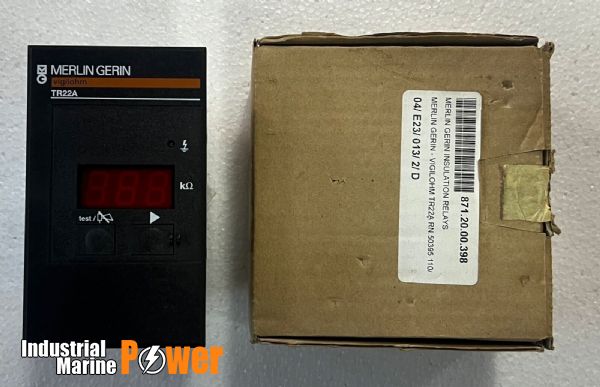 MERLIN GERIN
vigilohm
TR22A
kΩ
test/
Industrial
Marine
Power
871.20.00.398
MERLIN GERIN INSULATION RELAYS
MERLIN GERIN - VIGILOHM TR22A RN 50395 110/
04/ E23/ 013/ 2/ D